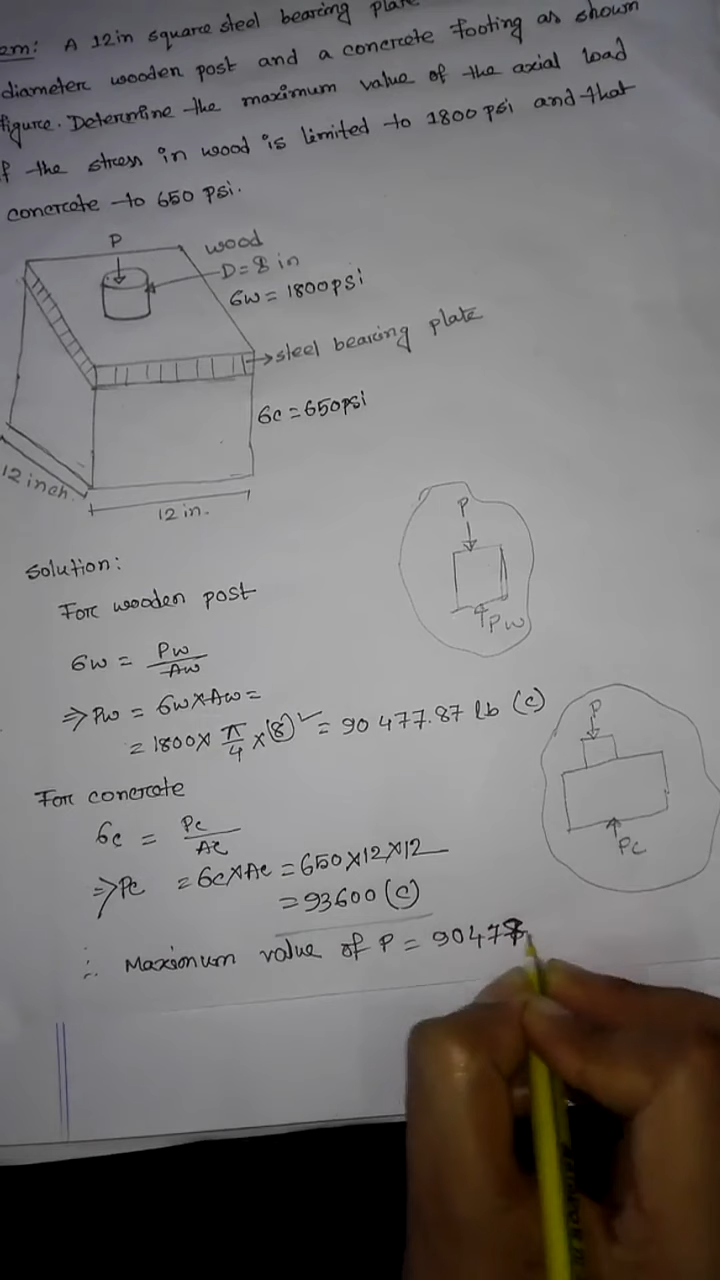 em: A 12in square steel bearing plate
diameter wooden post and a concrete footing as shown
figure. Determine the maximum value of the axial load
f the stress in wood is limited to 1800 psi and that
concrete to 650 psi.
P
wood
D=8 in
σw = 1800psi
steel bearing plate
σc = 650psi
12 inch.
12 in.
P
Pw
Solution:
For wooden post
σw = Pw/Aw
⇒ Pw = σw×Aw =
= 1800× π/4 ×(8)² = 90 477.87 lb (c)
P
Pc
For concrete
σc = Pc/Ac
⇒ Pc = σc×Ac = 650×12×12
= 93600 (c)
∴ Maximum value of P = 90477